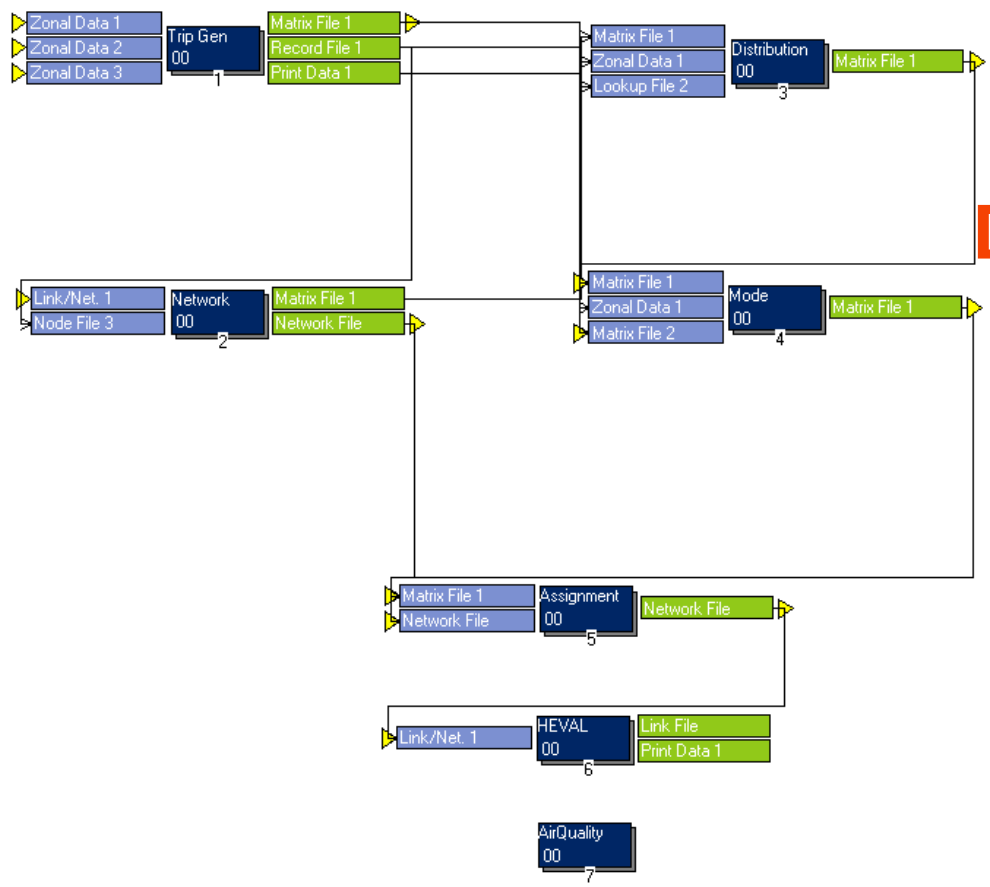 Zonal Data 1
Zonal Data 2
Zonal Data 3
Trip Gen
00
1
Matrix File 1
Record File 1
Print Data 1
Matrix File 1
Zonal Data 1
Lookup File 2
Distribution
00
3
Matrix File 1
Link/Net. 1
Node File 3
Network
00
2
Matrix File 1
Network File
Matrix File 1
Zonal Data 1
Matrix File 2
Mode
00
4
Matrix File 1
Matrix File 1
Network File
Assignment
00
5
Network File
Link/Net. 1
HEVAL
00
6
Link File
Print Data 1
AirQuality
00
7